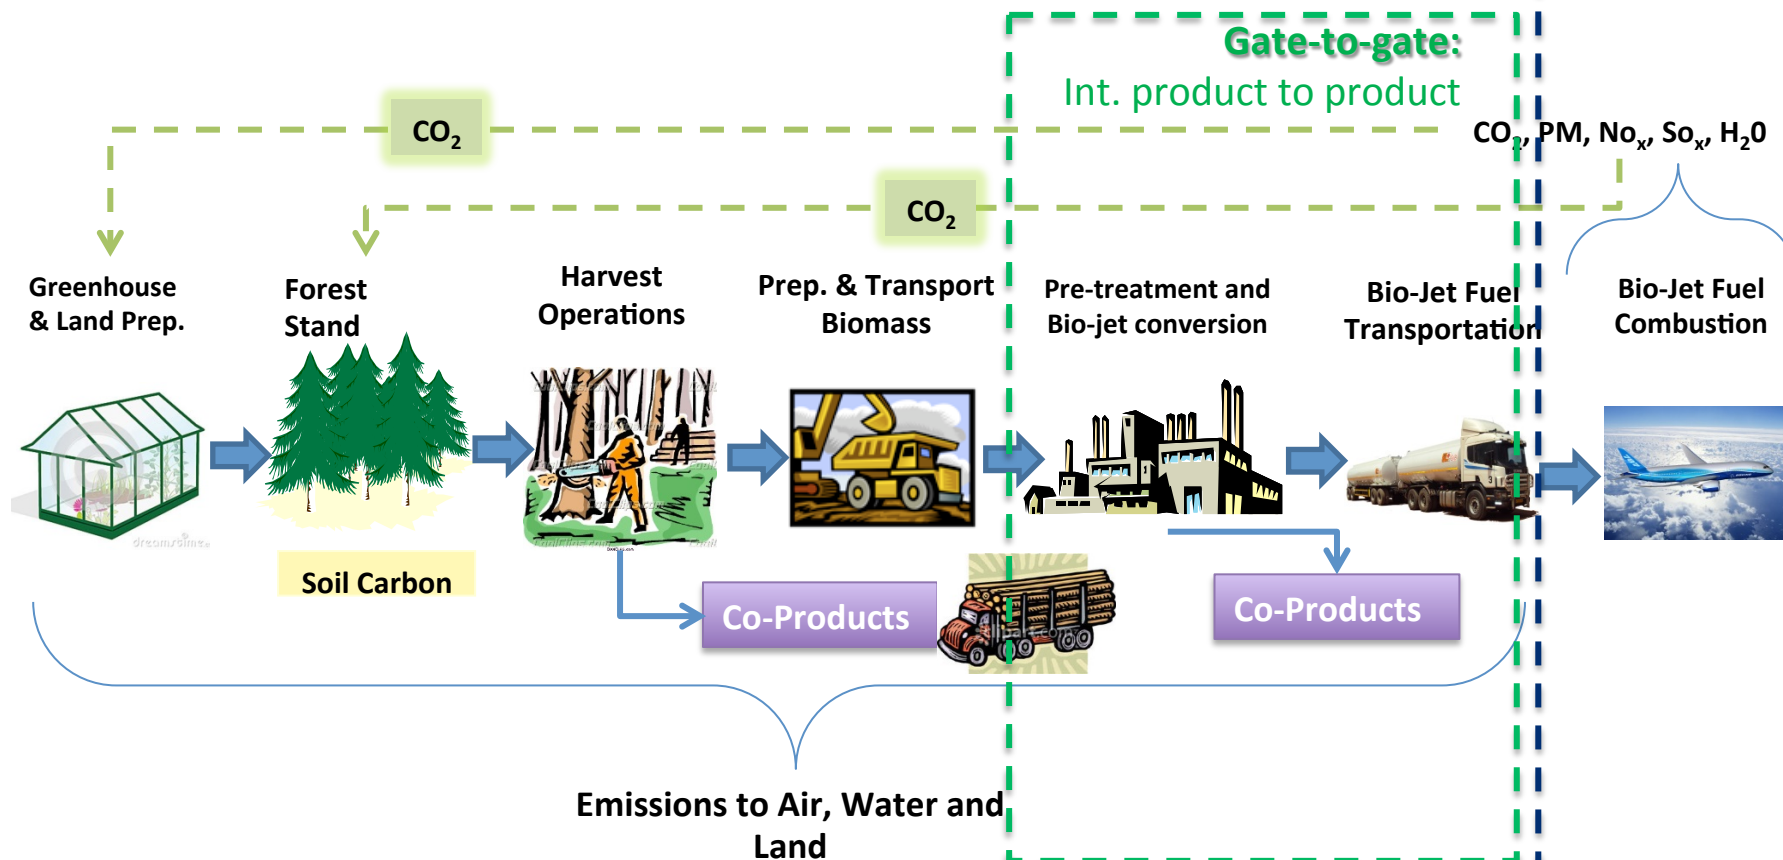 Gate-to-gate:
Int. product to product
CO₂
CO₂, PM, Noₓ, Soₓ, H₂0
CO₂
Greenhouse
& Land Prep.
Forest
Stand
Harvest
Operations
Prep. & Transport
Biomass
Pre-treatment and
Bio-jet conversion
Bio-Jet Fuel
Transportation
Bio-Jet Fuel
Combustion
dreamstime
Soil Carbon
Co-Products
Co-Products
Emissions to Air, Water and
Land